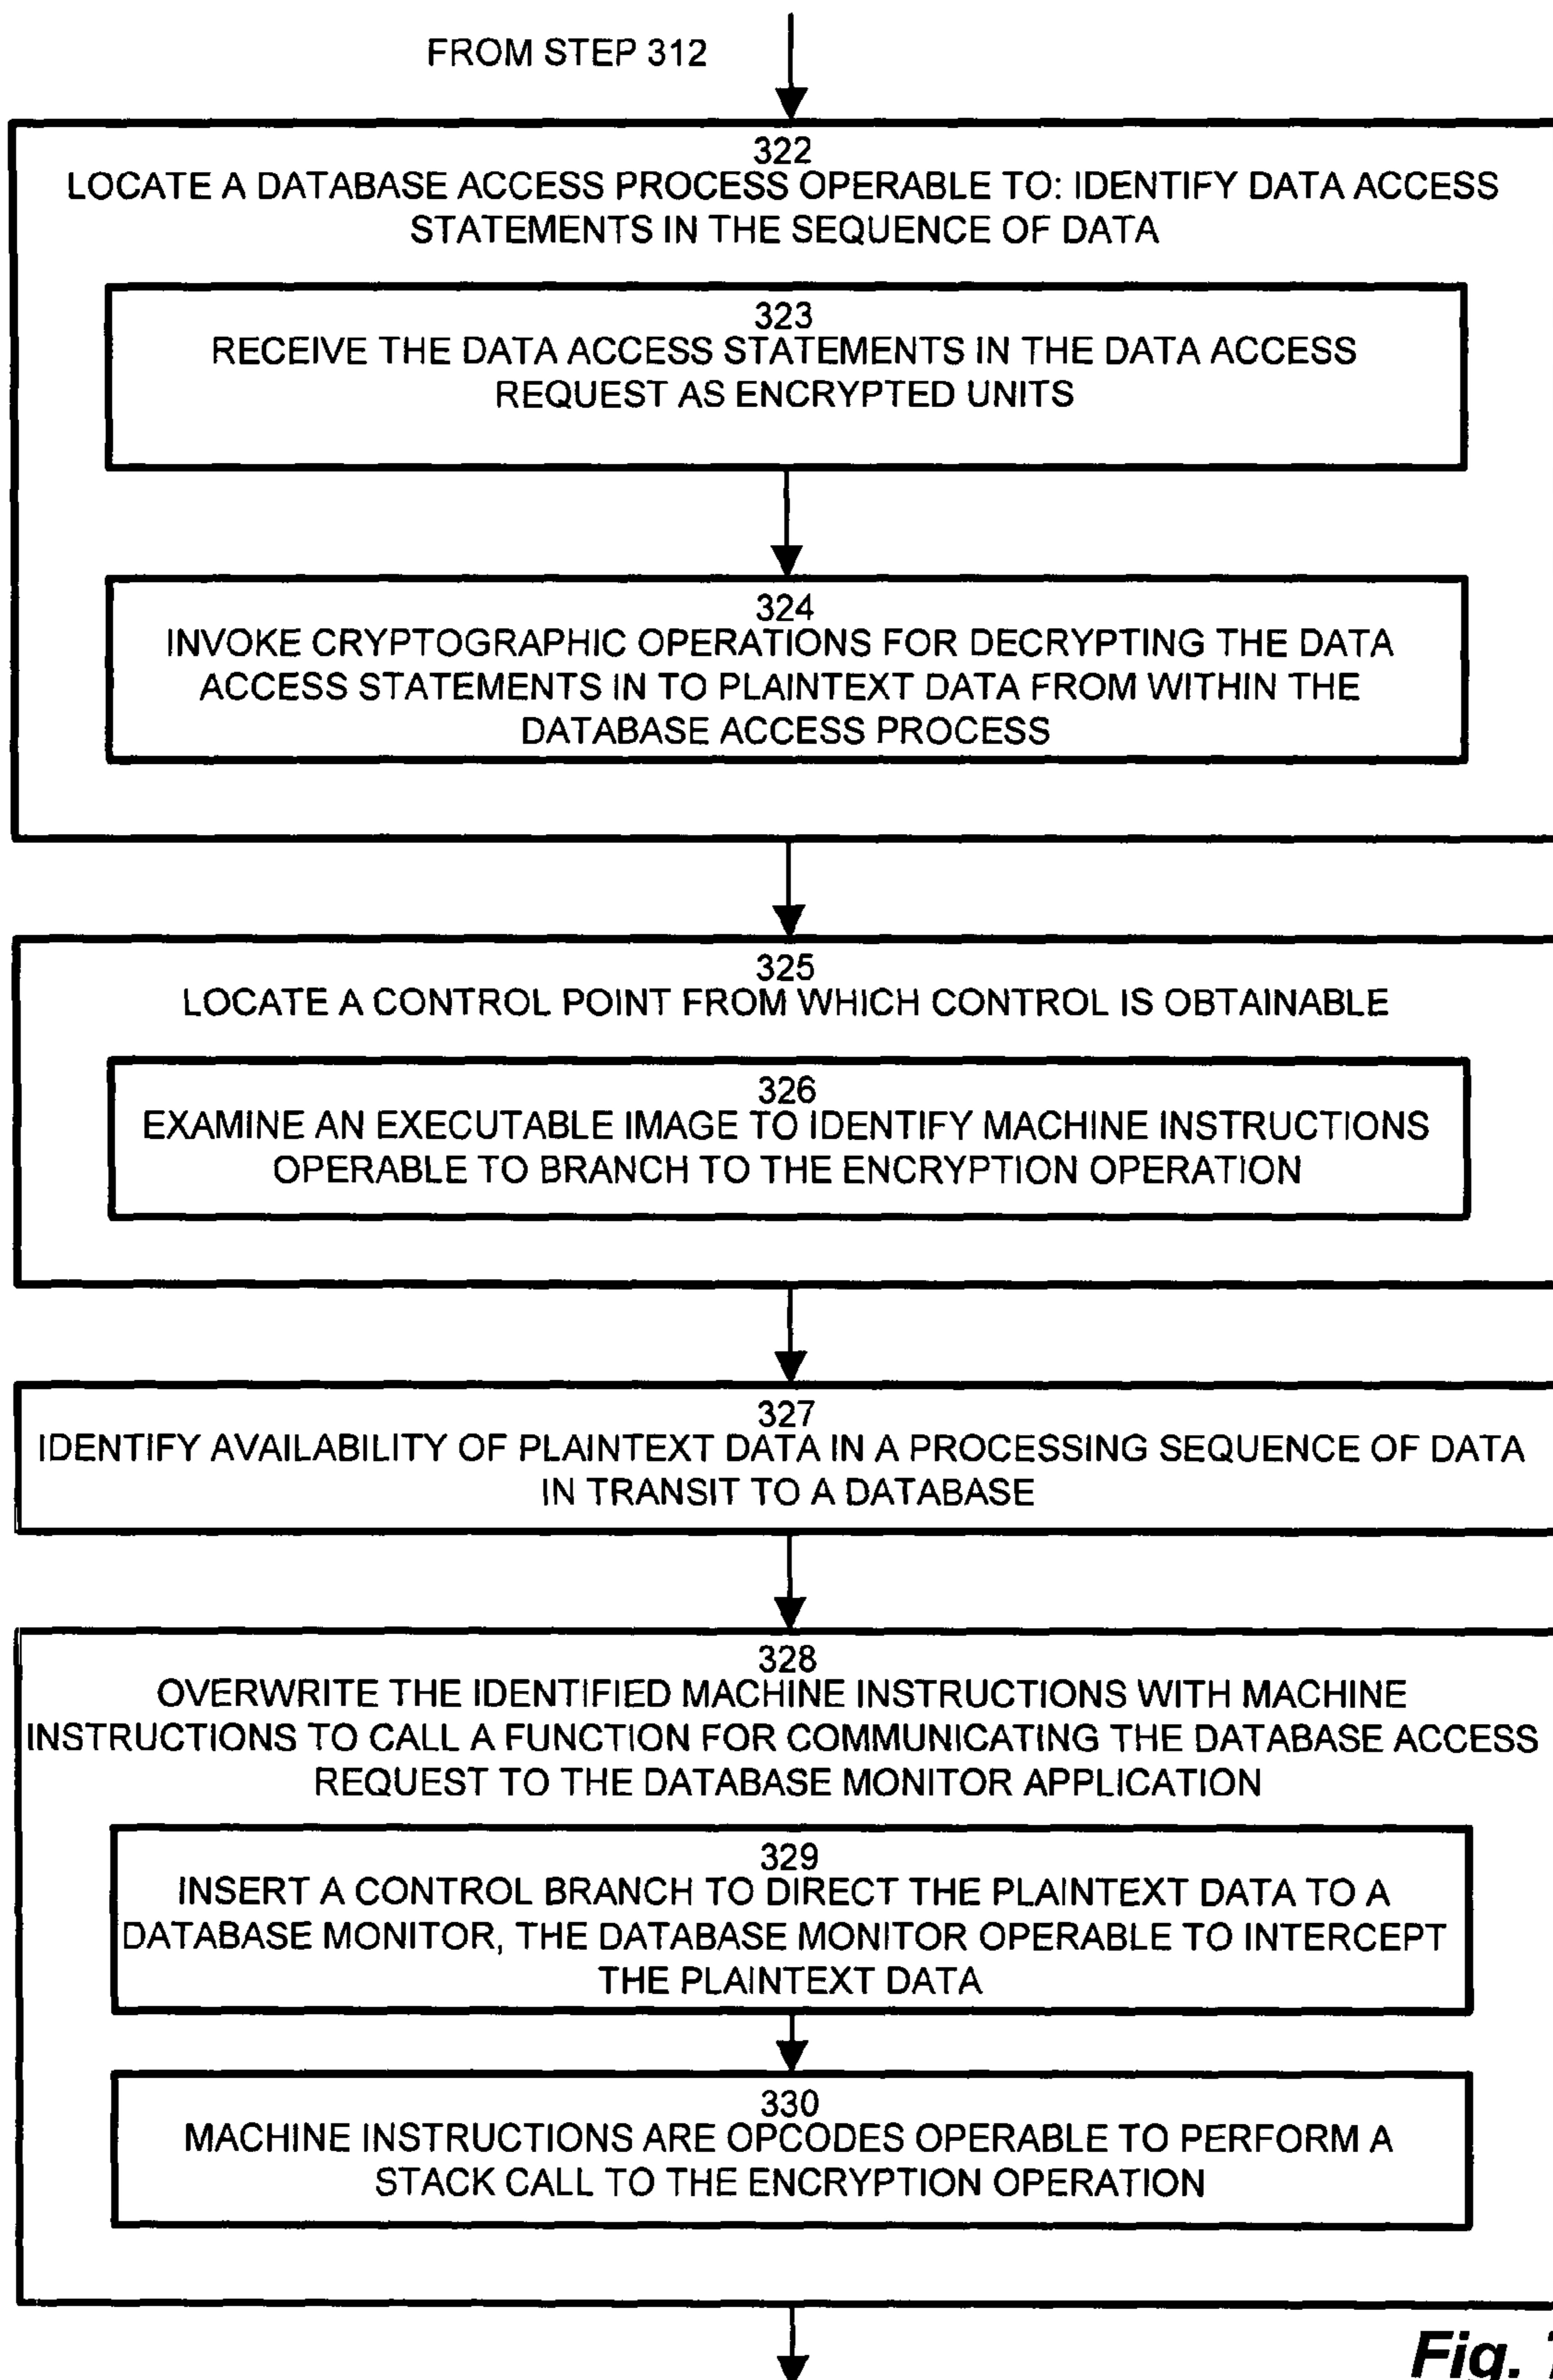 FROM STEP 312
322
LOCATE A DATABASE ACCESS PROCESS OPERABLE TO: IDENTIFY DATA ACCESS
STATEMENTS IN THE SEQUENCE OF DATA
323
RECEIVE THE DATA ACCESS STATEMENTS IN THE DATA ACCESS
REQUEST AS ENCRYPTED UNITS
324
INVOKE CRYPTOGRAPHIC OPERATIONS FOR DECRYPTING THE DATA
ACCESS STATEMENTS IN TO PLAINTEXT DATA FROM WITHIN THE
DATABASE ACCESS PROCESS
325
LOCATE A CONTROL POINT FROM WHICH CONTROL IS OBTAINABLE
326
EXAMINE AN EXECUTABLE IMAGE TO IDENTIFY MACHINE INSTRUCTIONS
OPERABLE TO BRANCH TO THE ENCRYPTION OPERATION
327
IDENTIFY AVAILABILITY OF PLAINTEXT DATA IN A PROCESSING SEQUENCE OF DATA
IN TRANSIT TO A DATABASE
328
OVERWRITE THE IDENTIFIED MACHINE INSTRUCTIONS WITH MACHINE
INSTRUCTIONS TO CALL A FUNCTION FOR COMMUNICATING THE DATABASE ACCESS
REQUEST TO THE DATABASE MONITOR APPLICATION
329
INSERT A CONTROL BRANCH TO DIRECT THE PLAINTEXT DATA TO A
DATABASE MONITOR, THE DATABASE MONITOR OPERABLE TO INTERCEPT
THE PLAINTEXT DATA
330
MACHINE INSTRUCTIONS ARE OPCODES OPERABLE TO PERFORM A
STACK CALL TO THE ENCRYPTION OPERATION
Fig.